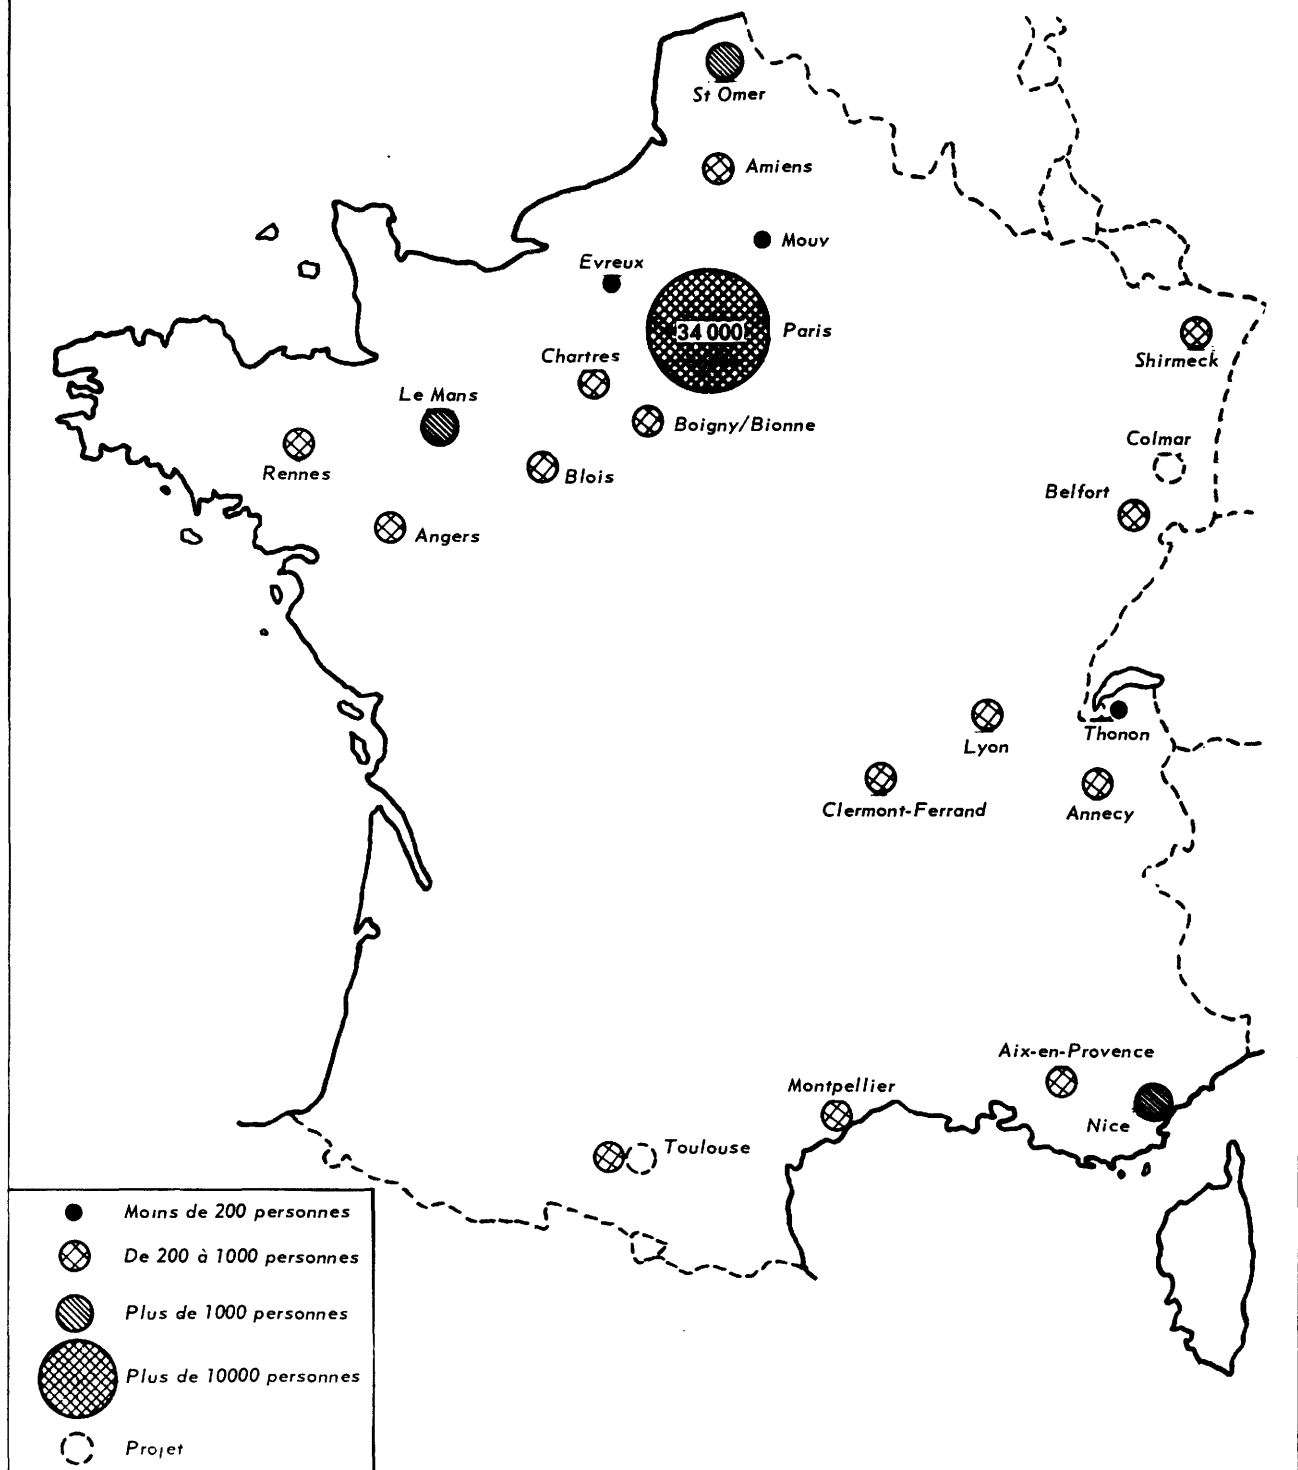 St Omer
Amiens
Mouy
Evreux
34 000
Paris
Chartres
Shirmeck
Le Mans
Boigny/Bionne
Colmar
Rennes
Blois
Belfort
Angers
Thonon
Lyon
Clermont-Ferrand
Annecy
Aix-en-Provence
Montpellier
Nice
Toulouse
Moins de 200 personnes
De 200 à 1000 personnes
Plus de 1000 personnes
Plus de 10000 personnes
Projet